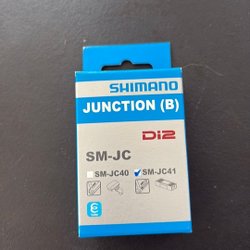 SHIMANO
JUNCTION (B)
Di2
SM-JC
SM-JC40 SM-JC41